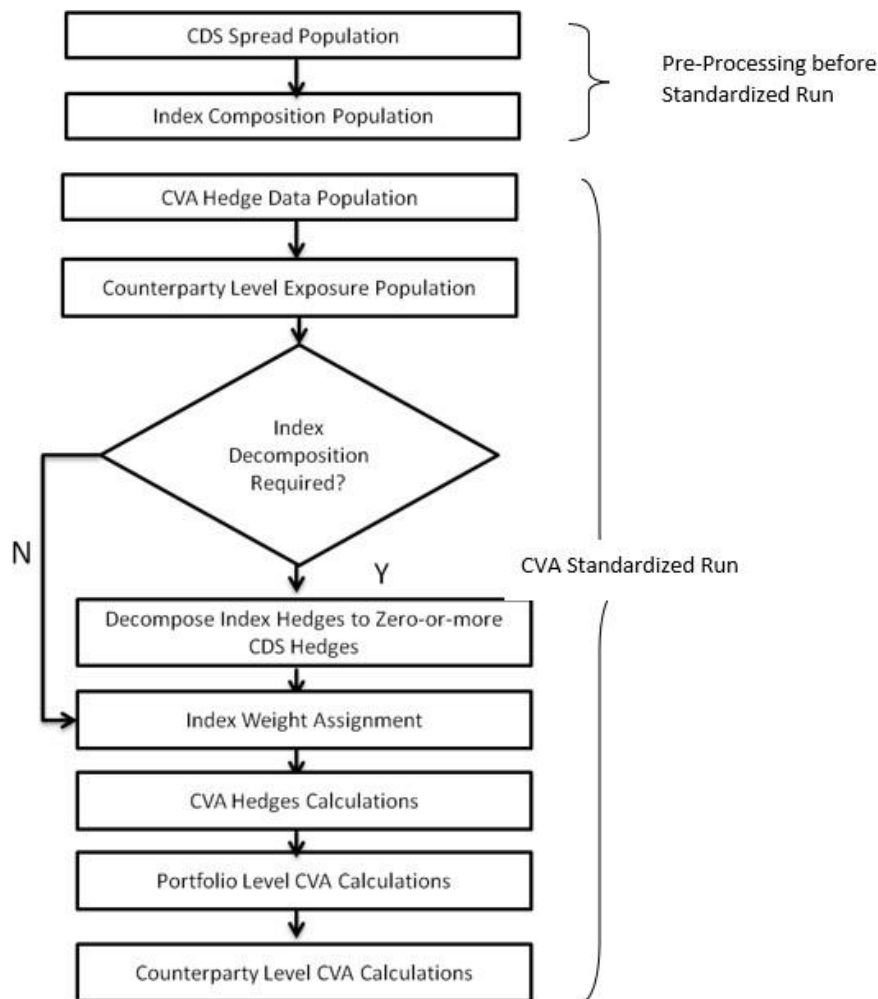 CDS Spread Population
Index Composition Population
Pre-Processing before
Standardized Run
CVA Hedge Data Population
Counterparty Level Exposure Population
Index
Decomposition
Required?
N
Y
CVA Standardized Run
Decompose Index Hedges to Zero-or-more
CDS Hedges
Index Weight Assignment
CVA Hedges Calculations
Portfolio Level CVA Calculations
Counterparty Level CVA Calculations